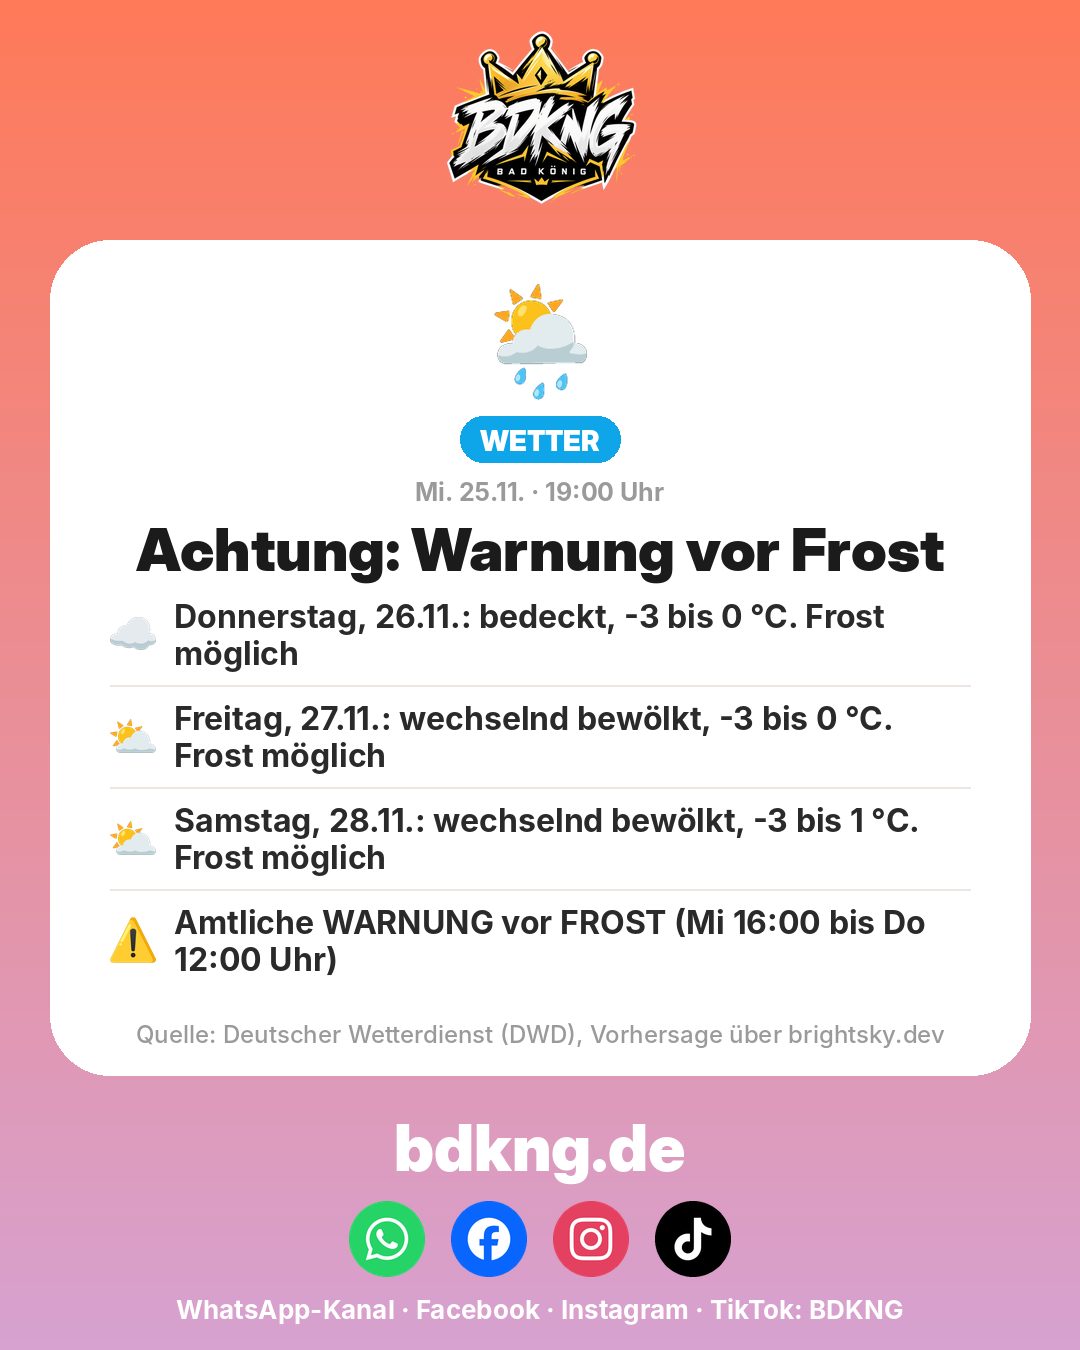 BDKNG
BAD KÖNIG
WETTER
Mi. 25.11. · 19:00 Uhr
Achtung: Warnung vor Frost
Donnerstag, 26.11.: bedeckt, -3 bis 0 °C. Frost
möglich
Freitag, 27.11.: wechselnd bewölkt, -3 bis 0 °C.
Frost möglich
Samstag, 28.11.: wechselnd bewölkt, -3 bis 1 °C.
Frost möglich
Amtliche WARNUNG vor FROST (Mi 16:00 bis Do
12:00 Uhr)
Quelle: Deutscher Wetterdienst (DWD), Vorhersage über brightsky.dev
bdkng.de
WhatsApp-Kanal · Facebook · Instagram · TikTok: BDKNG